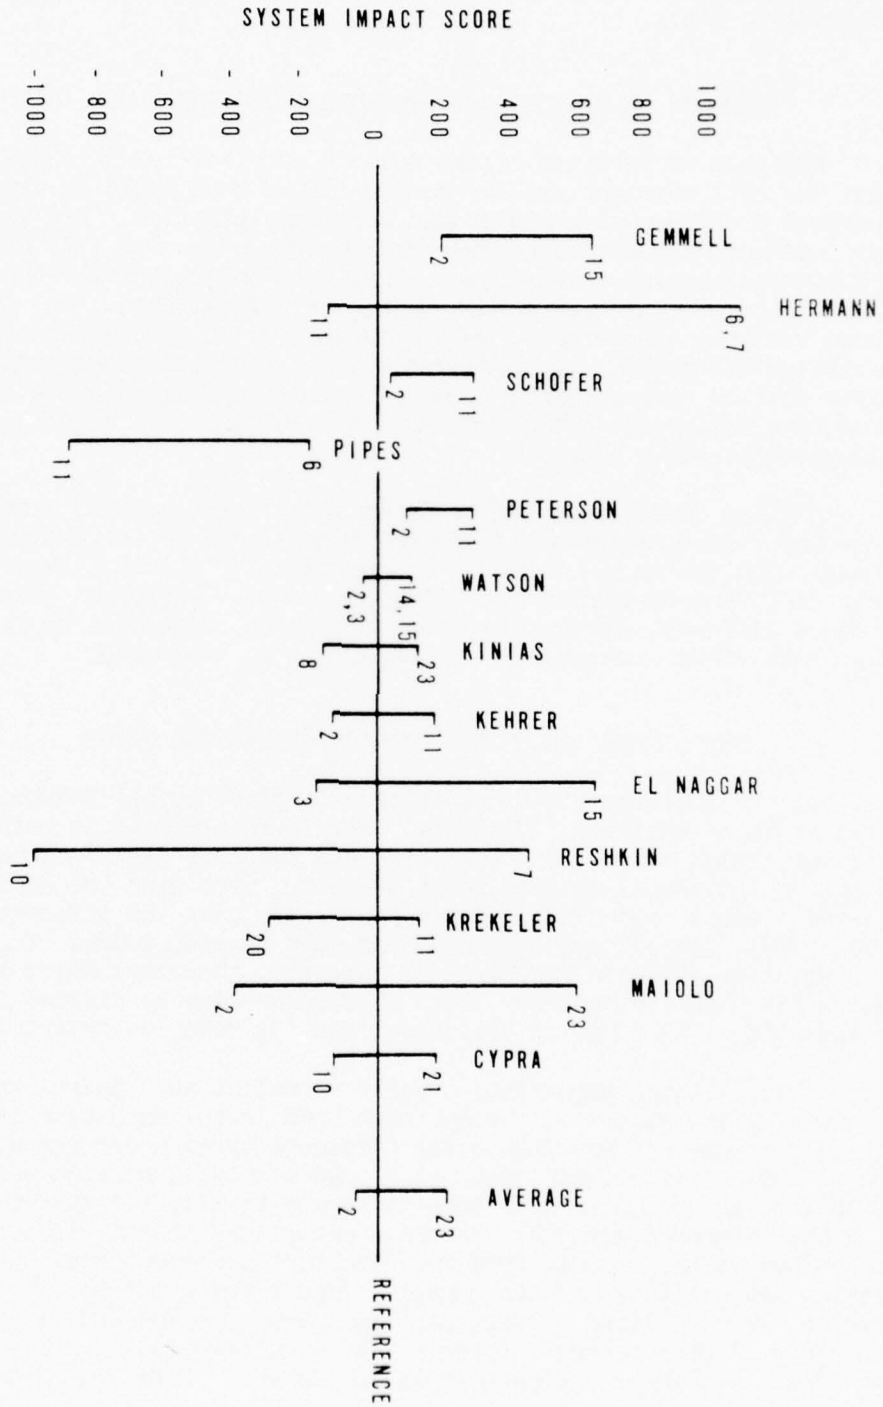 SYSTEM IMPACT SCORE
-1000
-800
-600
-400
-200
0
200
400
600
800
1000
GEMMELL
2
15
HERMANN
11
6,7
SCHOFER
2
11
PIPES
11
6
PETERSON
2
11
WATSON
2,3
14,15
KINIAS
8
23
KEHRER
2
11
EL NAGGAR
3
15
RESHKIN
10
7
KREKELER
20
11
MAIOLO
2
23
CYPRA
10
21
AVERAGE
2
23
REFERENCE